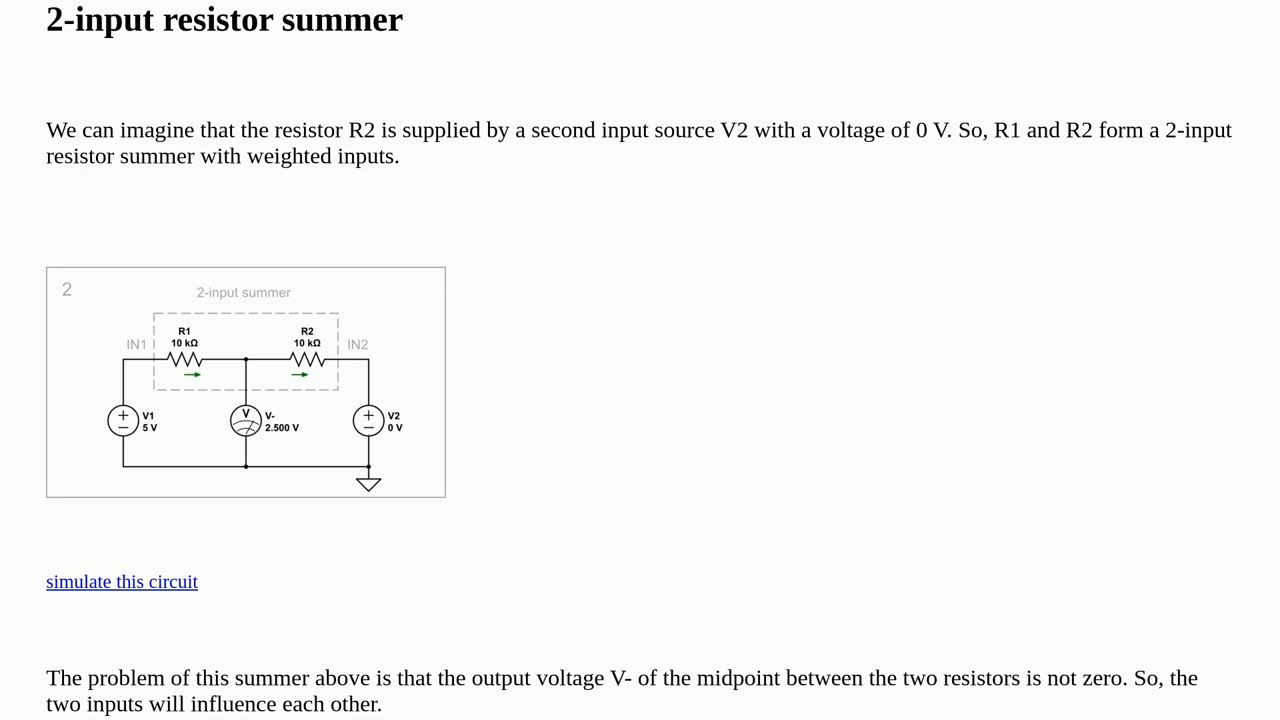 2-input resistor summer
We can imagine that the resistor R2 is supplied by a second input source V2 with a voltage of 0 V. So, R1 and R2 form a 2-input
resistor summer with weighted inputs.
2
2-input summer
R1
10 kΩ
R2
10 kΩ
IN1
IN2
V1
5 V
V
V-
2.500 V
V2
0 V
simulate this circuit
The problem of this summer above is that the output voltage V- of the midpoint between the two resistors is not zero. So, the
two inputs will influence each other.